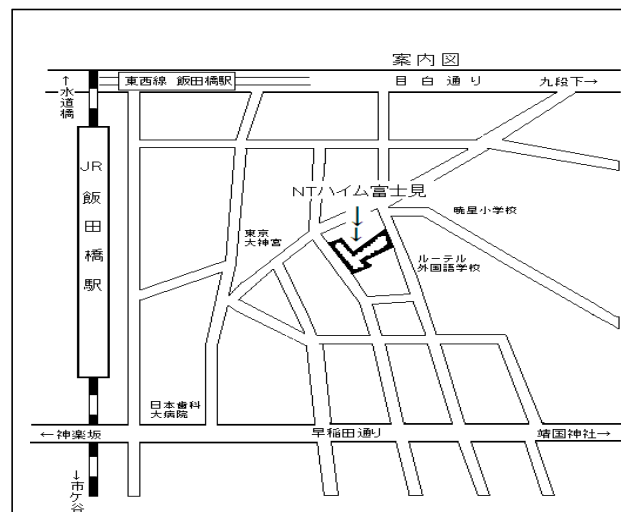 案内図
東西線 飯田橋駅
目白通り
九段下→
↑水道橋
JR飯田橋駅
NTハイム富士見
暁星小学校
東京
大神宮
ルーテル
外国語学校
日本歯科
大病院
←神楽坂
早稲田通り
靖国神社→
↓市ケ谷